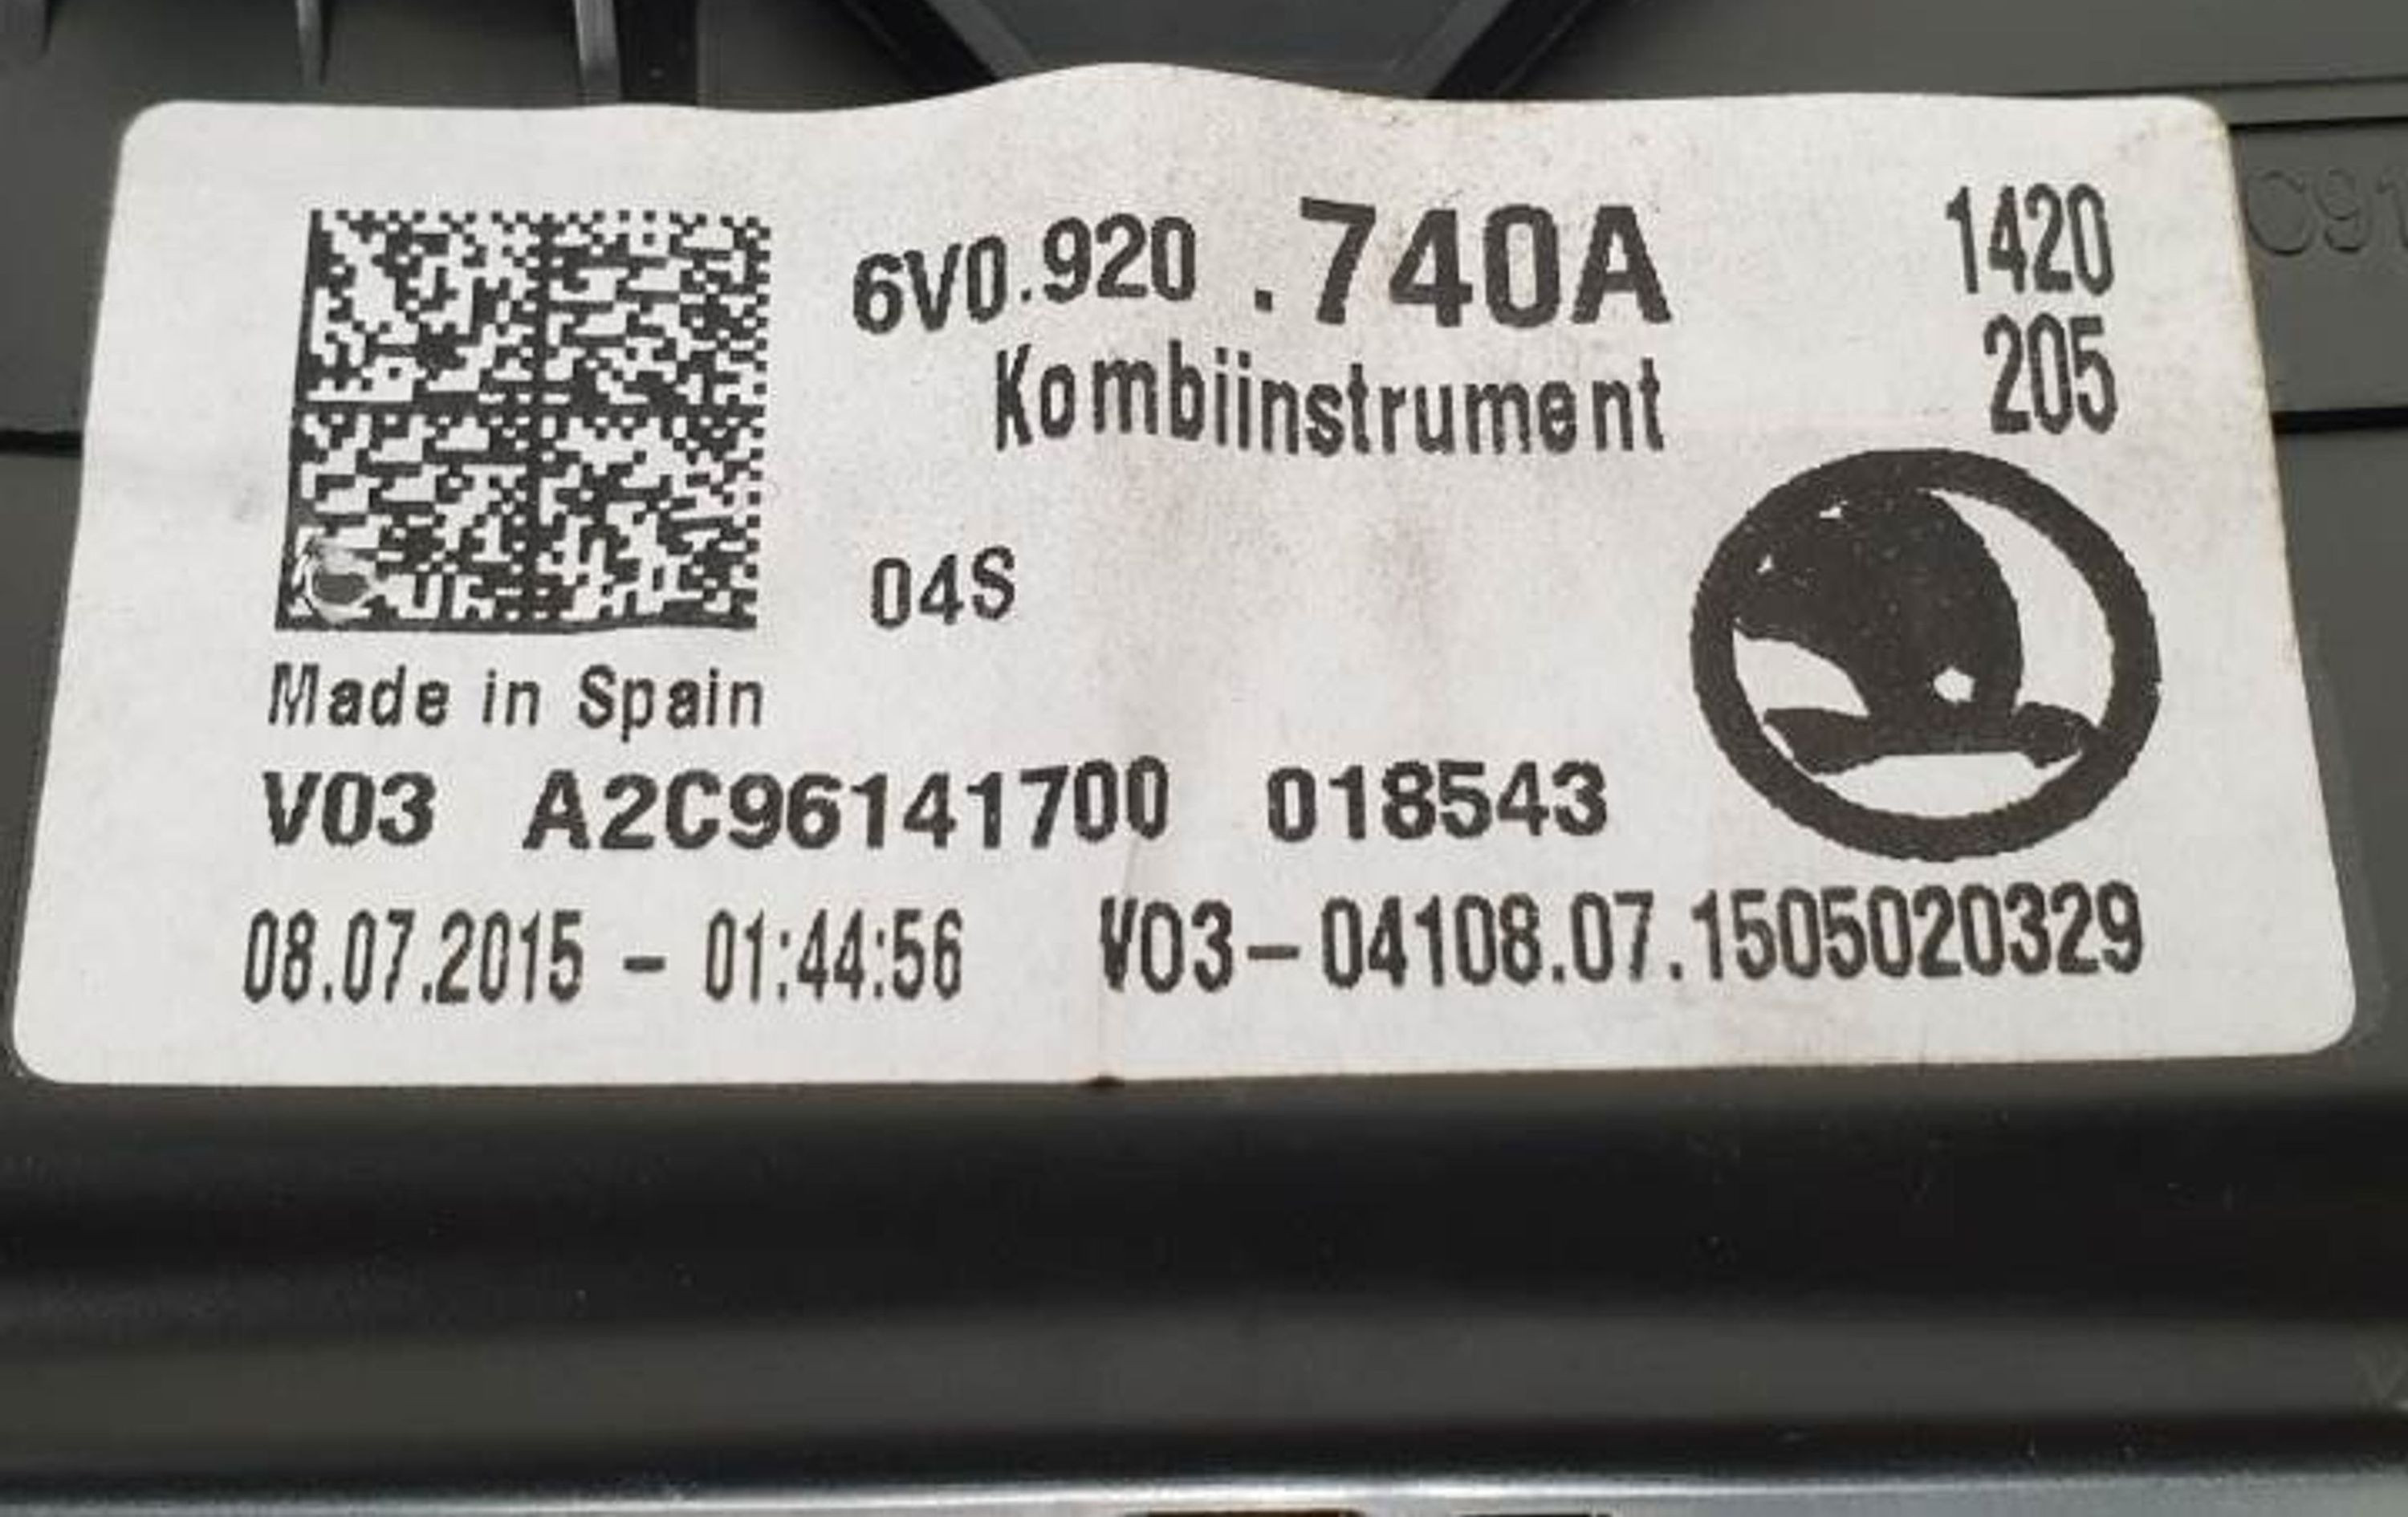 6V0.920 .740A
1420
205
Kombiinstrument
04S
Made in Spain
V03 A2C96141700 018543
08.07.2015 - 01:44:56 V03-04108.07.1505020329
C91